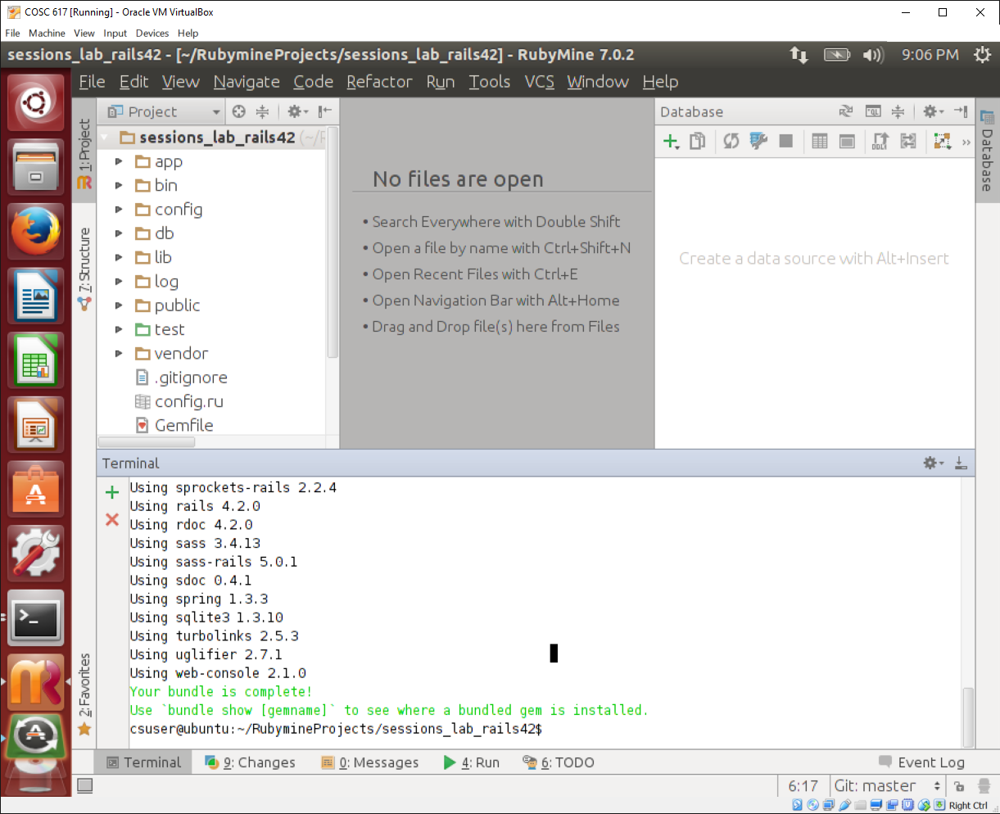 COSC 617 [Running] - Oracle VM VirtualBox
File Machine View Input Devices Help
sessions_lab_rails42 - [~/RubymineProjects/sessions_lab_rails42] - RubyMine 7.0.2
9:06 PM
File Edit View Navigate Code Refactor Run Tools VCS Window Help
1: Project
7: Structure
2: Favorites
Project
sessions_lab_rails42 (~/R
app
bin
config
db
lib
log
public
test
vendor
.gitignore
config.ru
Gemfile
No files are open
• Search Everywhere with Double Shift
• Open a file by name with Ctrl+Shift+N
• Open Recent Files with Ctrl+E
• Open Navigation Bar with Alt+Home
• Drag and Drop file(s) here from Files
Database
Create a data source with Alt+Insert
Database
Terminal
Using sprockets-rails 2.2.4
Using rails 4.2.0
Using rdoc 4.2.0
Using sass 3.4.13
Using sass-rails 5.0.1
Using sdoc 0.4.1
Using spring 1.3.3
Using sqlite3 1.3.10
Using turbolinks 2.5.3
Using uglifier 2.7.1
Using web-console 2.1.0
Your bundle is complete!
Use `bundle show [gemname]` to see where a bundled gem is installed.
csuser@ubuntu:~/RubymineProjects/sessions_lab_rails42$
Terminal 9: Changes 0: Messages 4: Run 6: TODO Event Log
6:17 Git: master
Right Ctrl